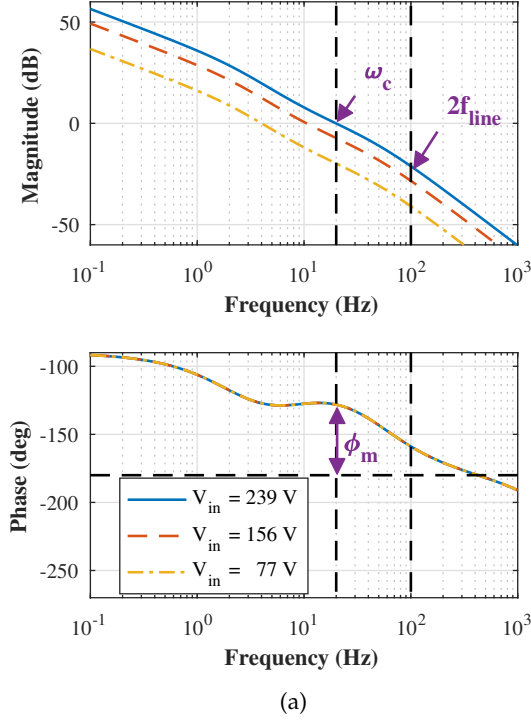 50
0
-50
Magnitude (dB)
ω_c
2f_line
10^-1
10^0
10^1
10^2
10^3
Frequency (Hz)
-100
-150
-200
-250
Phase (deg)
ϕ_m
V_in = 239 V
V_in = 156 V
V_in = 77 V
10^-1
10^0
10^1
10^2
10^3
Frequency (Hz)
(a)